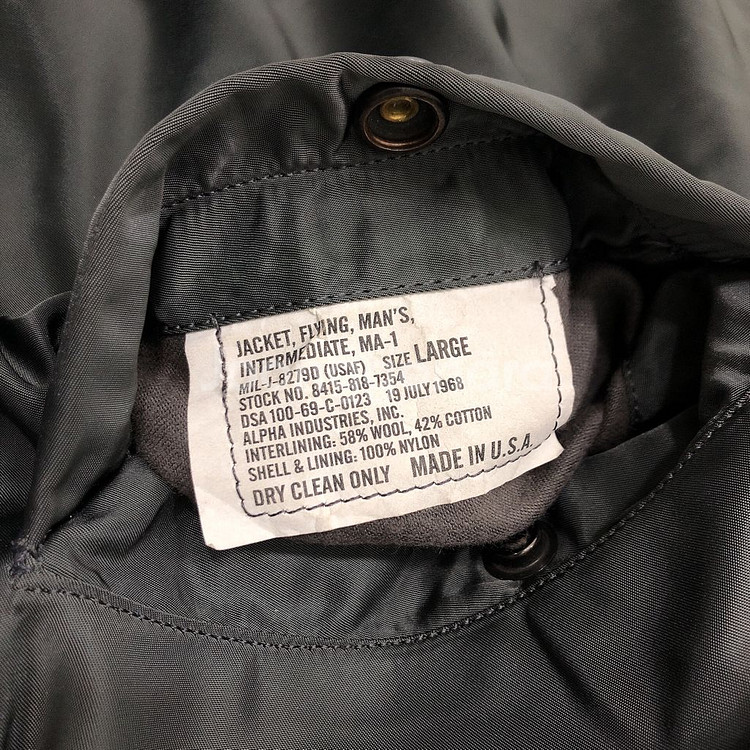 JACKET, FLYING, MAN'S,
INTERMEDIATE, MA-1
MIL-J-8279D (USAF) SIZE LARGE
STOCK NO. 8415-818-7354
DSA 100-69-C-0123 19 JULY 1968
ALPHA INDUSTRIES, INC.
INTERLINING: 58% WOOL, 42% COTTON
SHELL & LINING: 100% NYLON
DRY CLEAN ONLY MADE IN U.S.A.